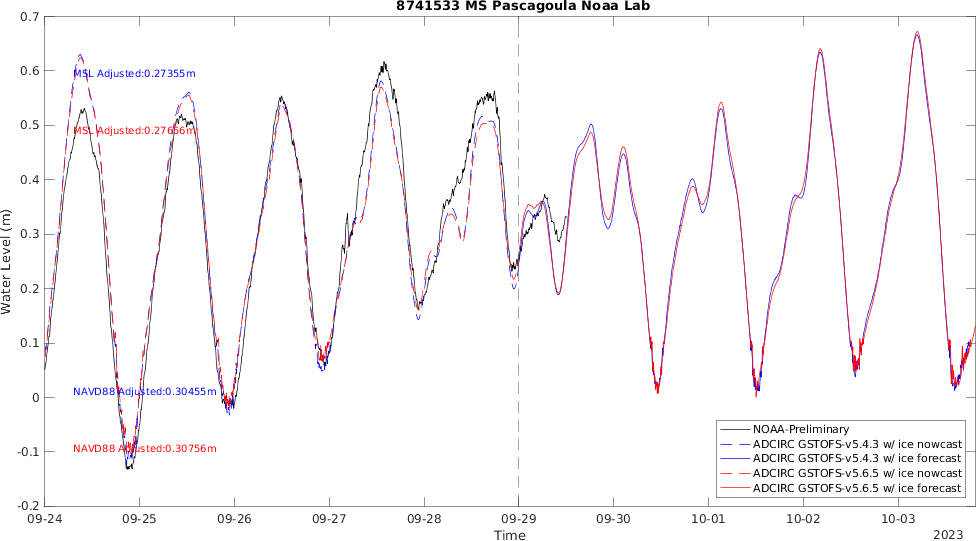 8741533 MS Pascagoula Noaa Lab
0.7
0.6
0.5
0.4
0.3
0.2
0.1
0
-0.1
-0.2
Water Level (m)
MSL Adjusted:0.27355m
MSL Adjusted:0.27656m
NAVD88 Adjusted:0.30455m
NAVD88 Adjusted:0.30756m
NOAA-Preliminary
ADCIRC GSTOFS-v5.4.3 w/ ice nowcast
ADCIRC GSTOFS-v5.4.3 w/ ice forecast
ADCIRC GSTOFS-v5.6.5 w/ ice nowcast
ADCIRC GSTOFS-v5.6.5 w/ ice forecast
09-24 09-25 09-26 09-27 09-28 09-29 09-30 10-01 10-02 10-03
Time
2023